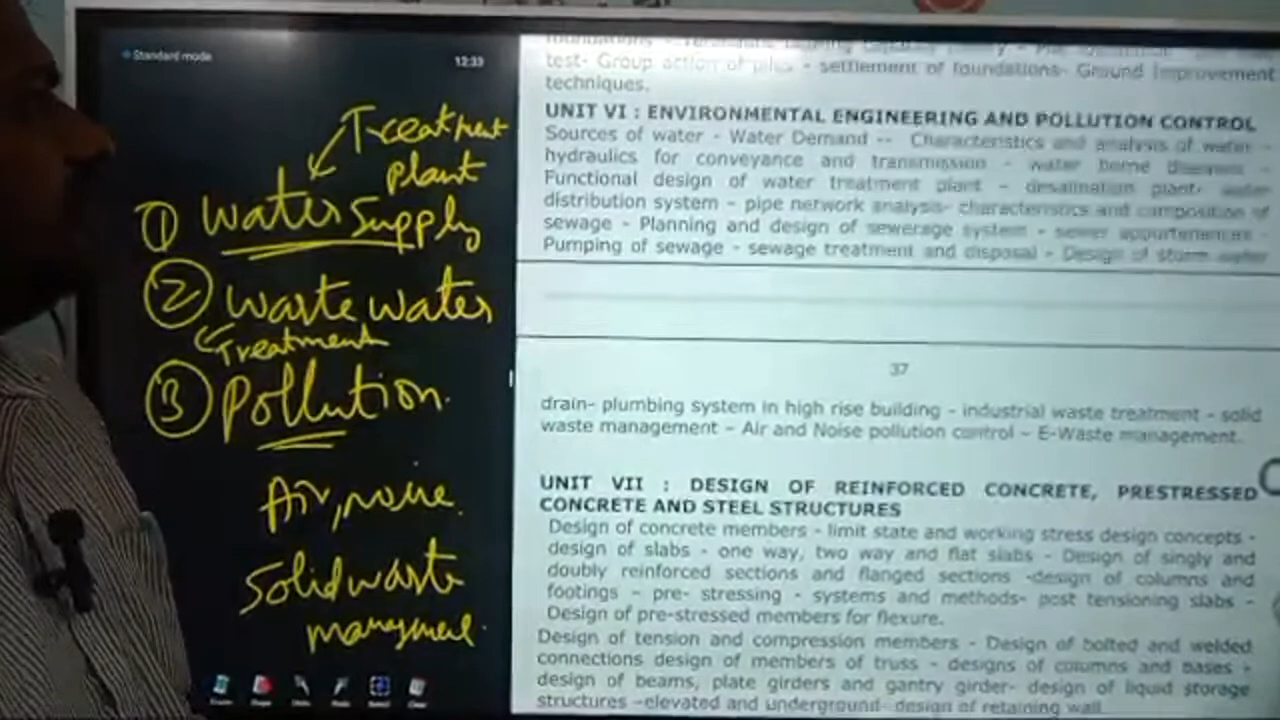 Standard mode
12:33
Treatment
plant
① Water Supply
② Waste water
Treatment
③ Pollution.
Air, noise.
Solid waste
management.
test- Group action of piles - settlement of foundations- Ground Improvement
techniques.
UNIT VI : ENVIRONMENTAL ENGINEERING AND POLLUTION CONTROL
Sources of water - Water Demand -- Characteristics and analysis of water -
hydraulics for conveyance and transmission - water borne diseases -
Functional design of water treatment plant - desalination plant- water
distribution system - pipe network analysis- characteristics and composition of
sewage - Planning and design of sewerage system - sewer appurtenances -
Pumping of sewage - sewage treatment and disposal - Design of storm water
37
drain- plumbing system in high rise building - industrial waste treatment - solid
waste management - Air and Noise pollution control - E-Waste management.
UNIT VII : DESIGN OF REINFORCED CONCRETE, PRESTRESSED
CONCRETE AND STEEL STRUCTURES
Design of concrete members - limit state and working stress design concepts -
design of slabs - one way, two way and flat slabs - Design of singly and
doubly reinforced sections and flanged sections -design of columns and
footings - pre- stressing - systems and methods- post tensioning slabs -
Design of pre-stressed members for flexure.
Design of tension and compression members - Design of bolted and welded
connections design of members of truss - designs of columns and bases -
design of beams, plate girders and gantry girder- design of liquid storage
structures -elevated and underground- design of retaining wall